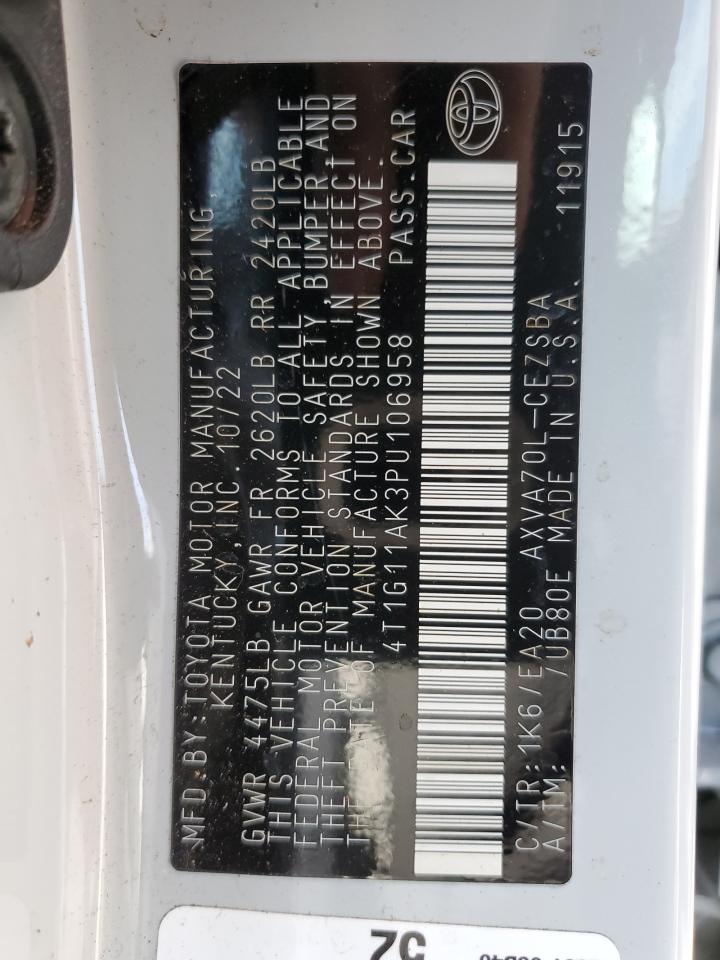 MFD.BY:TOYOTA MOTOR MANUFACTURING,
KENTUCKY,INC 10/22
GVWR 4475LB GAWR FR 2620LB RR 2420LB
THIS VEHICLE CONFORMS TO ALL APPLICABLE
FEDERAL MOTOR VEHICLE SAFETY,BUMPER AND
THEFT PREVENTION STANDARDS IN EFFECT ON
THE DATE OF MANUFACTURE SHOWN ABOVE.
4T1G11AK3PU106958 PASS.CAR
C/TR:1K6/EA20 AXVA70L-CEZSBA
A/TM: /UB80E MADE IN U.S.A. 11915